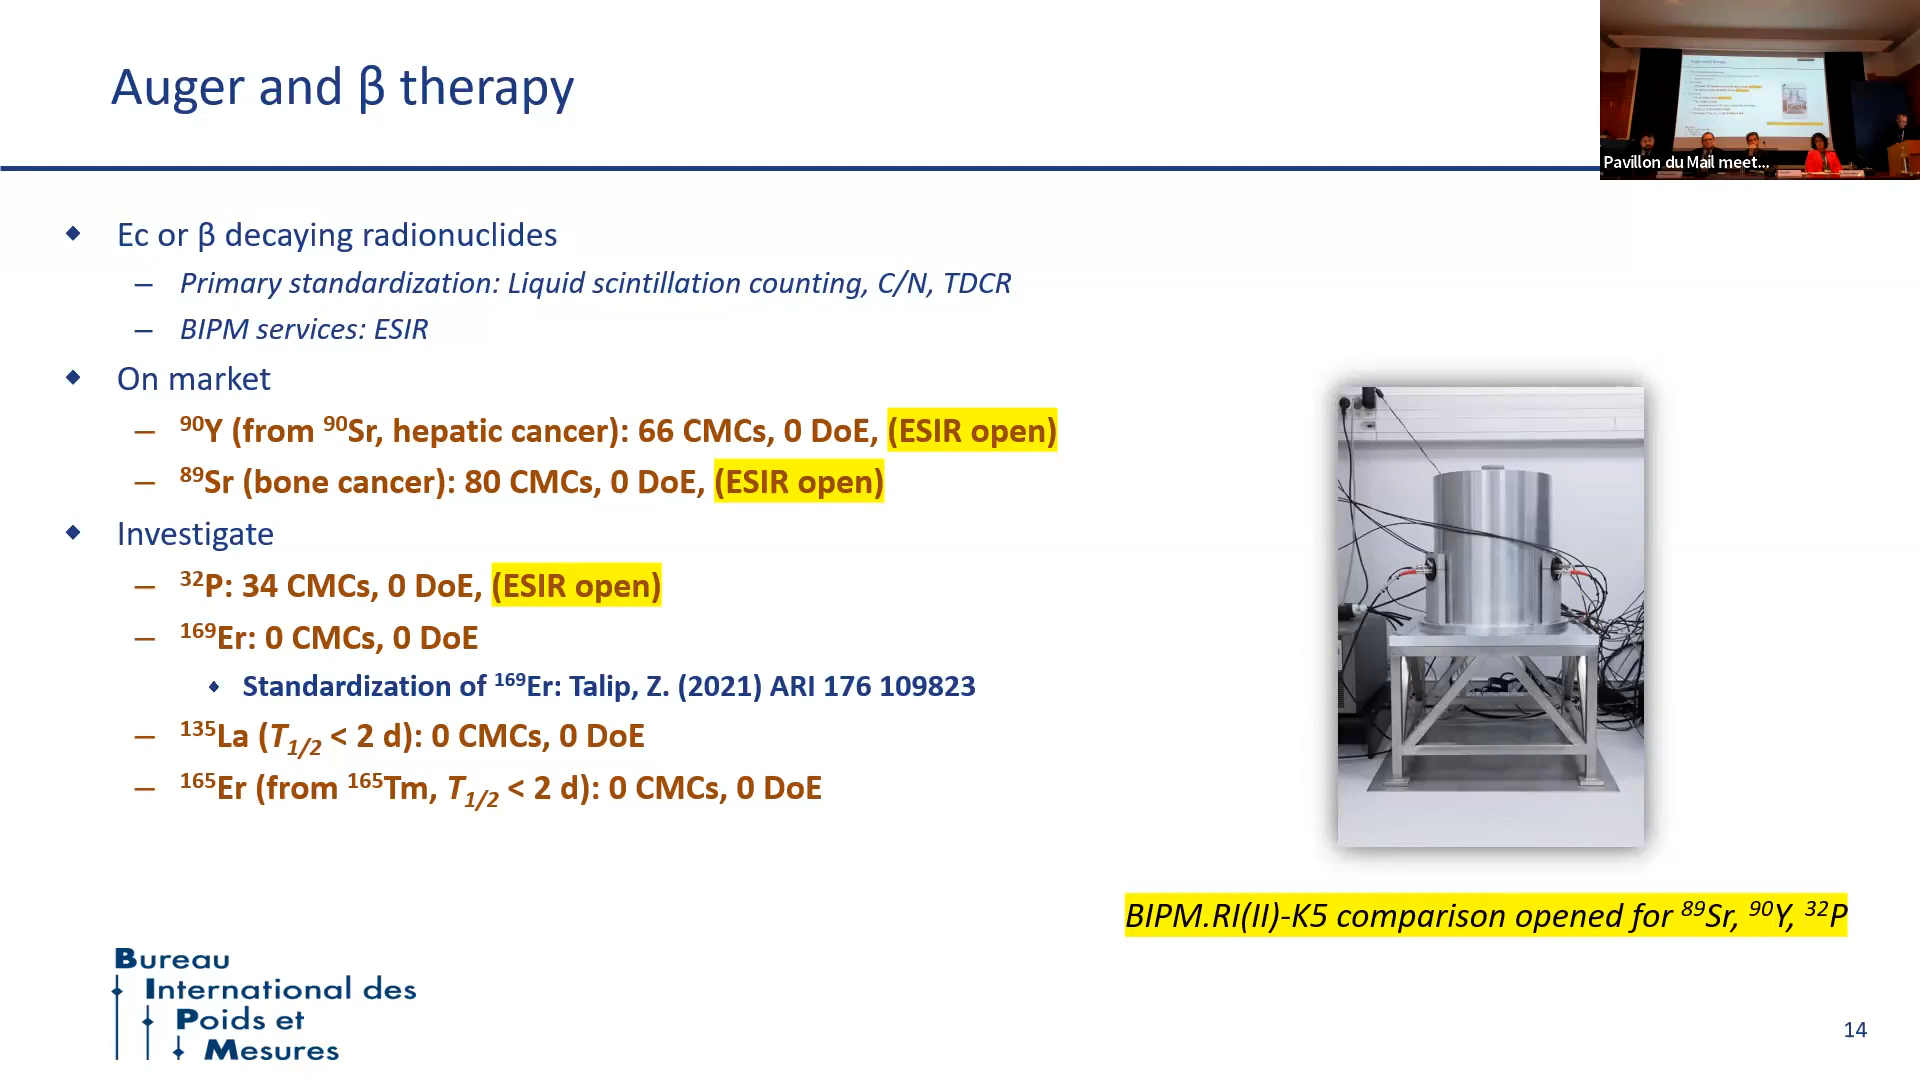 Auger and β therapy
Pavillon du Mail meet...
Ec or β decaying radionuclides
– Primary standardization: Liquid scintillation counting, C/N, TDCR
– BIPM services: ESIR
On market
– ⁹⁰Y (from ⁹⁰Sr, hepatic cancer): 66 CMCs, 0 DoE, (ESIR open)
– ⁸⁹Sr (bone cancer): 80 CMCs, 0 DoE, (ESIR open)
Investigate
– ³²P: 34 CMCs, 0 DoE, (ESIR open)
– ¹⁶⁹Er: 0 CMCs, 0 DoE
Standardization of ¹⁶⁹Er: Talip, Z. (2021) ARI 176 109823
– ¹³⁵La (T1/2 < 2 d): 0 CMCs, 0 DoE
– ¹⁶⁵Er (from ¹⁶⁵Tm, T1/2 < 2 d): 0 CMCs, 0 DoE
BIPM.RI(II)-K5 comparison opened for ⁸⁹Sr, ⁹⁰Y, ³²P
Bureau
International des
Poids et
Mesures
14